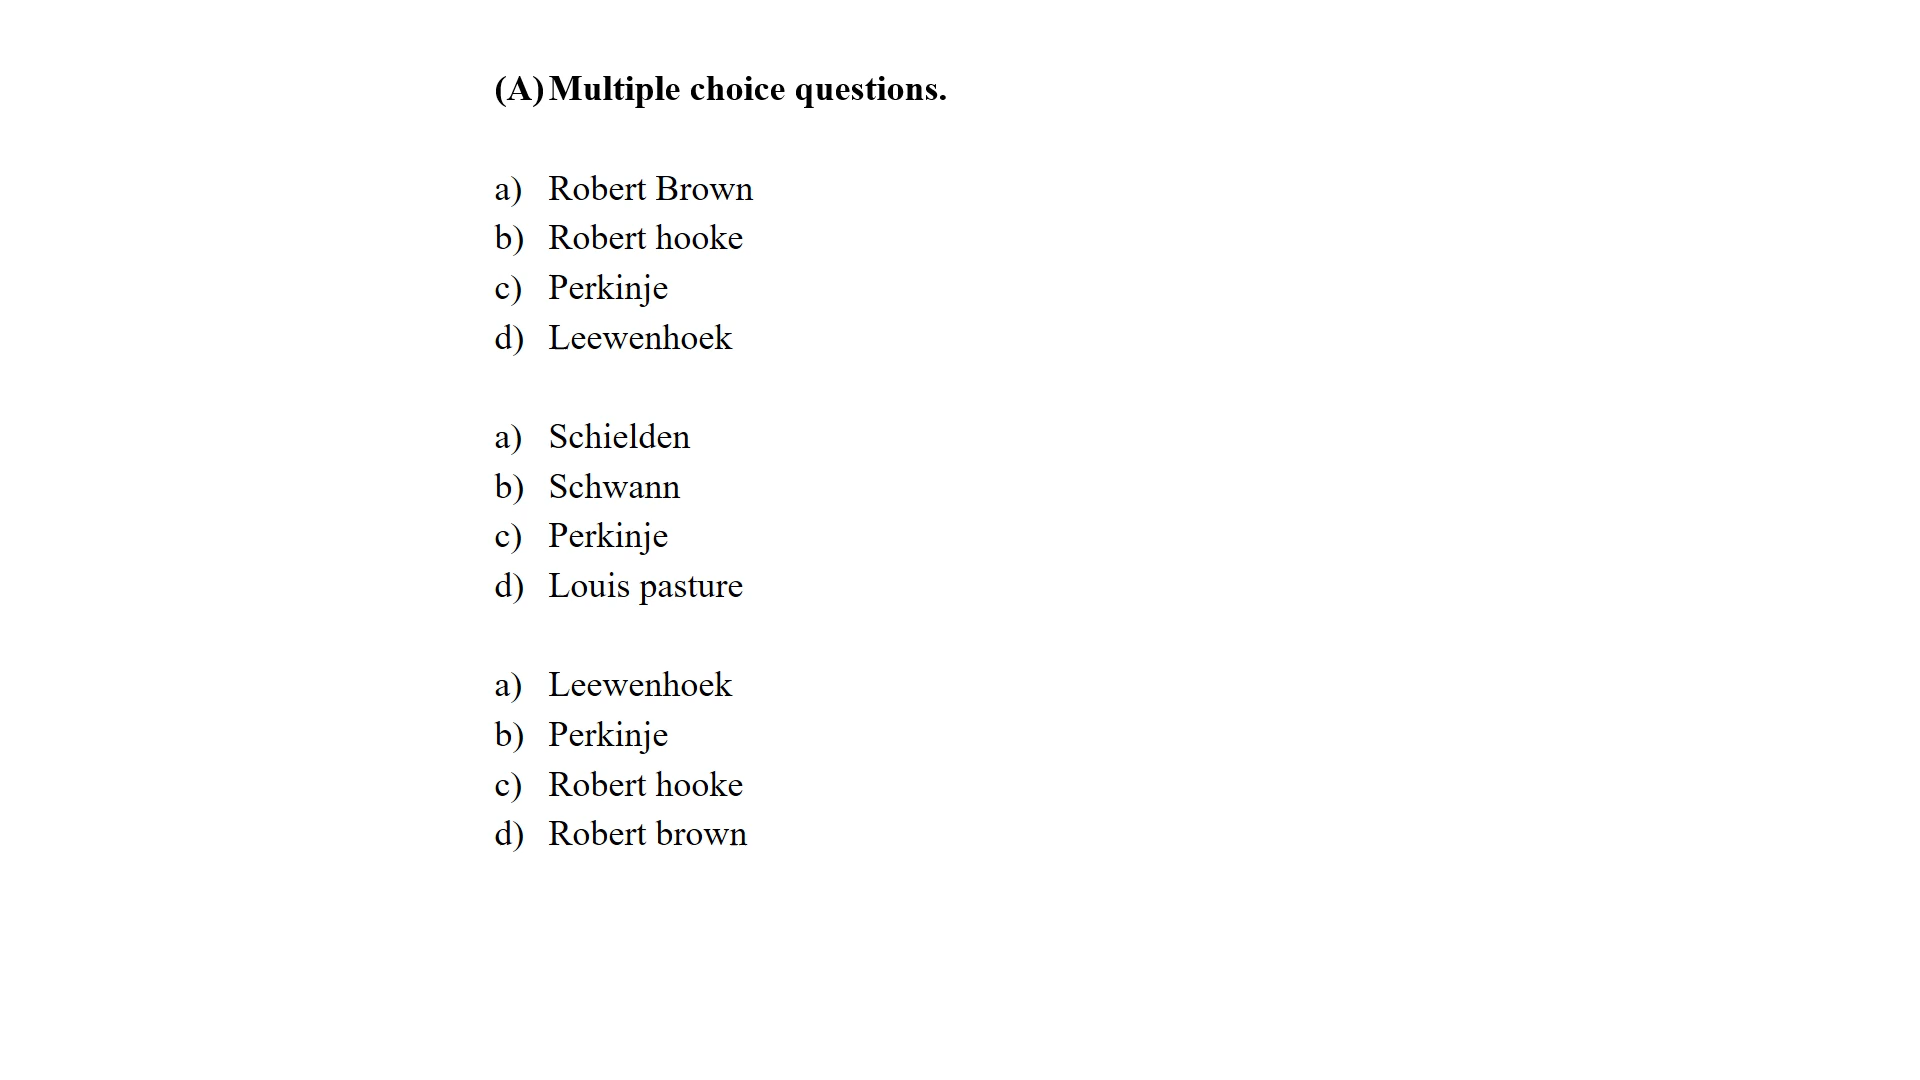 (A) Multiple choice questions.
a) Robert Brown
b) Robert hooke
c) Perkinje
d) Leewenhoek
a) Schielden
b) Schwann
c) Perkinje
d) Louis pasture
a) Leewenhoek
b) Perkinje
c) Robert hooke
d) Robert brown